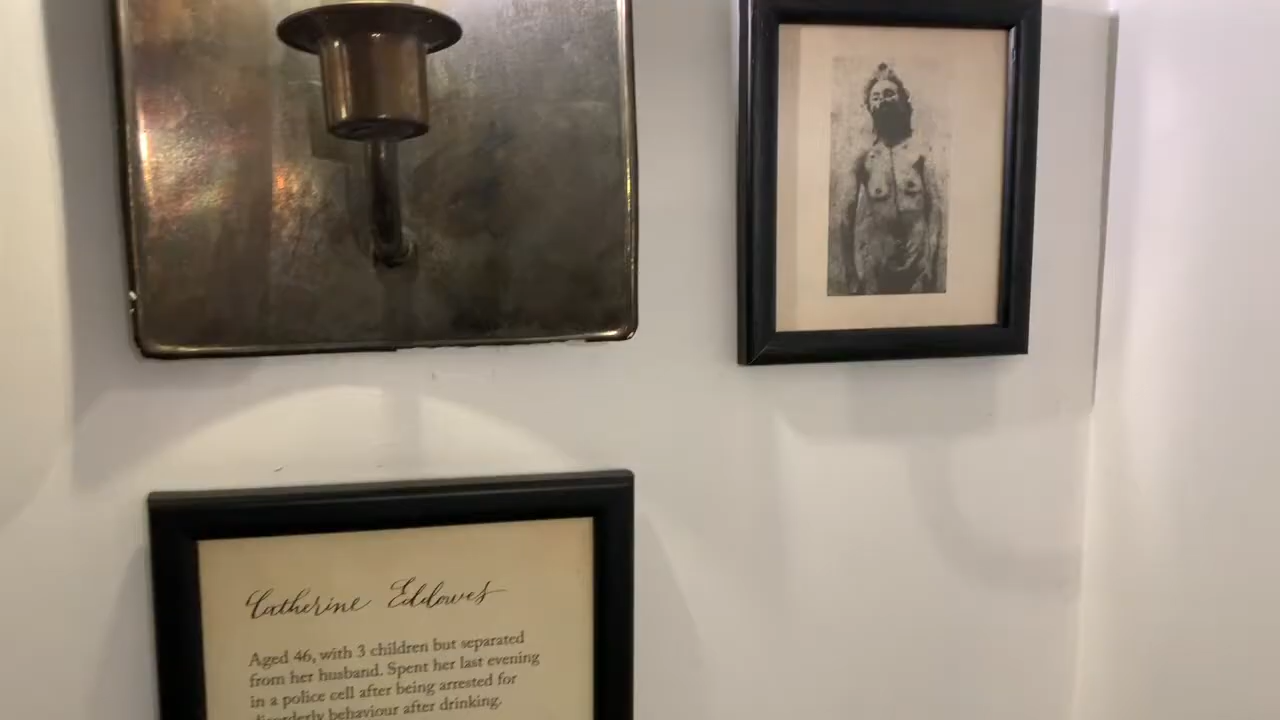 Catherine Eddowes
Aged 46, with 3 children but separated
from her husband. Spent her last evening
in a police cell after being arrested for
disorderly behaviour after drinking.